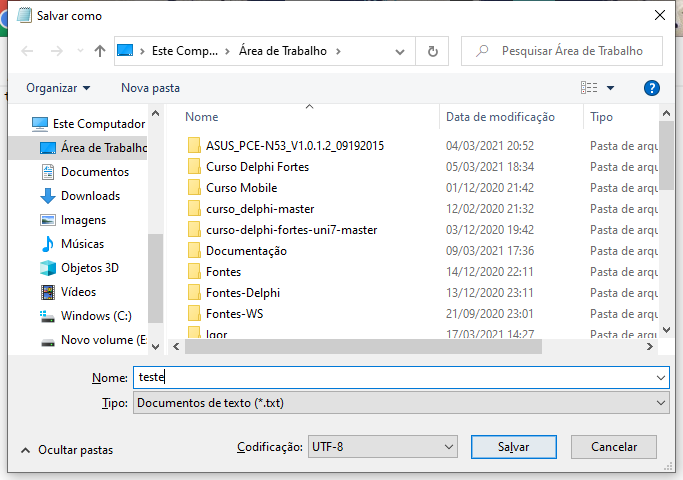 Salvar como
Este Comp... > Área de Trabalho >
Pesquisar Área de Trabalho
Organizar
Nova pasta
Este Computador
Área de Trabalho
Documentos
Downloads
Imagens
Músicas
Objetos 3D
Vídeos
Windows (C:)
Novo volume (E:
Nome Data de modificação Tipo
ASUS_PCE-N53_V1.0.1.2_09192015 04/03/2021 20:52 Pasta de arqu
Curso Delphi Fortes 05/03/2021 18:34 Pasta de arqu
Curso Mobile 01/12/2020 21:42 Pasta de arqu
curso_delphi-master 12/02/2020 21:32 Pasta de arqu
curso-delphi-fortes-uni7-master 03/12/2020 19:42 Pasta de arqu
Documentação 09/03/2021 17:36 Pasta de arqu
Fontes 14/12/2020 22:11 Pasta de arqu
Fontes-Delphi 13/12/2020 23:11 Pasta de arqu
Fontes-WS 21/09/2020 23:01 Pasta de arqu
Igor 17/03/2021 14:27 Pasta de arqu
Nome: teste
Tipo: Documentos de texto (*.txt)
Ocultar pastas
Codificação: UTF-8
Salvar
Cancelar